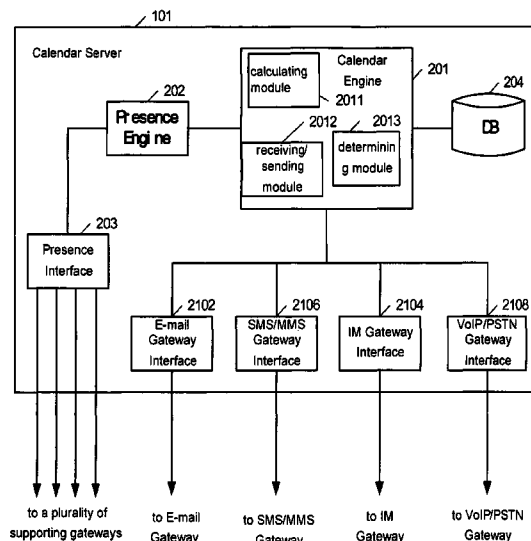 101
Calendar Server
202
Presence
Engine
calculating
module
2011
Calendar
Engine
201
2012
receiving/
sending
module
2013
determinin
g module
204
DB
203
Presence
Interface
2102
E-mail
Gateway
Interface
2106
SMS/MMS
Gateway
Interface
2104
IM Gateway
Interface
2108
VoIP/PSTN
Gateway
Interface
to a plurality of
supporting gateways
to E-mail
Gateway
to SMS/MMS
Gateway
to IM
Gateway
to VoIP/PSTN
Gateway